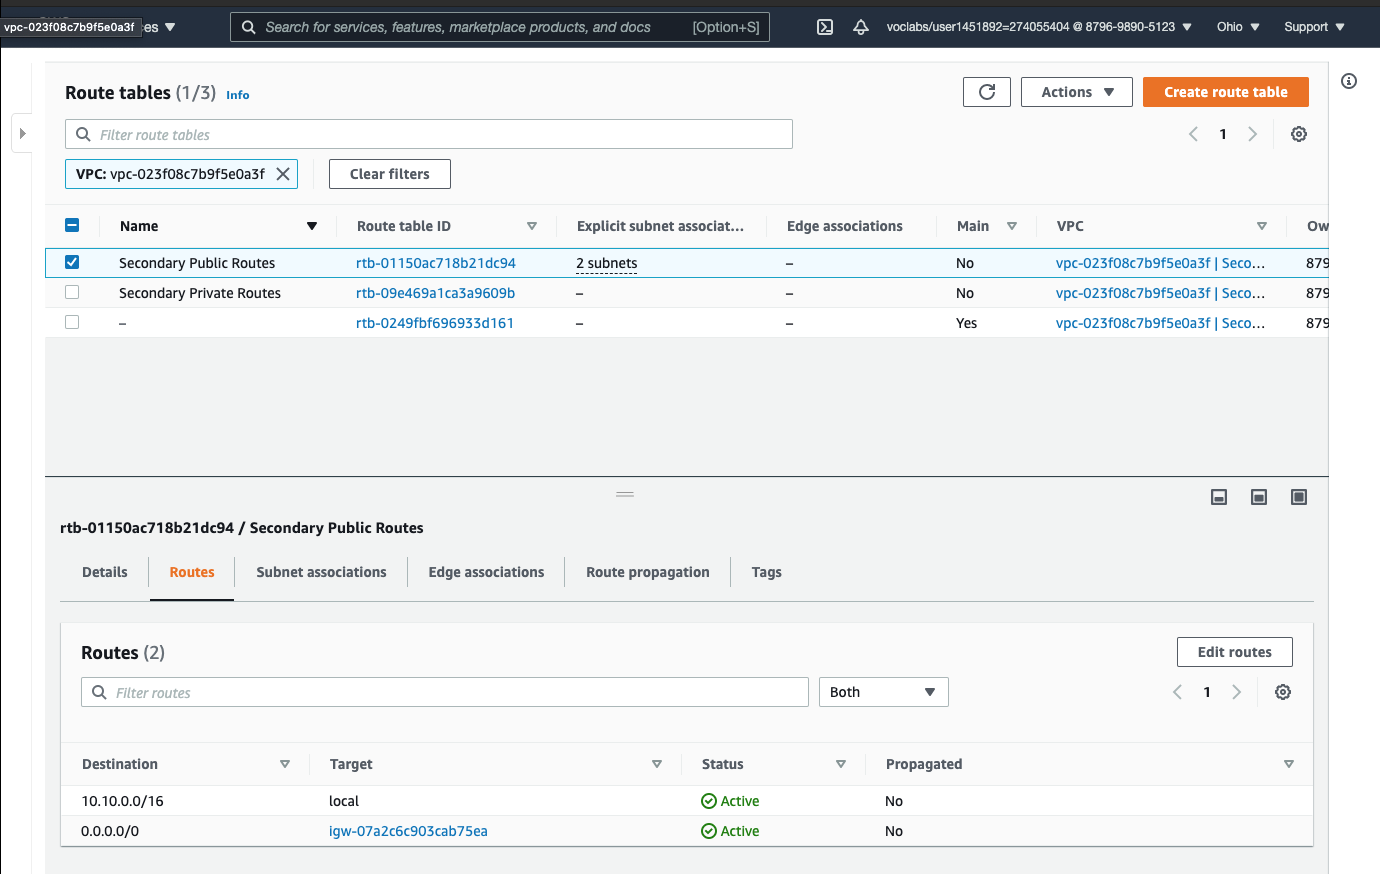 vpc-023f08c7b9f5e0a3f es
Search for services, features, marketplace products, and docs [Option+S]
voclabs/user1451892=274055404 @ 8796-9890-5123 Ohio Support
Route tables (1/3) Info
Actions Create route table
Filter route tables
1
VPC: vpc-023f08c7b9f5e0a3f Clear filters
Name Route table ID Explicit subnet associat... Edge associations Main VPC Ow
Secondary Public Routes rtb-01150ac718b21dc94 2 subnets – No vpc-023f08c7b9f5e0a3f | Seco... 879
Secondary Private Routes rtb-09e469a1ca3a9609b – – No vpc-023f08c7b9f5e0a3f | Seco... 879
– rtb-0249fbf696933d161 – – Yes vpc-023f08c7b9f5e0a3f | Seco... 879
rtb-01150ac718b21dc94 / Secondary Public Routes
Details Routes Subnet associations Edge associations Route propagation Tags
Routes (2) Edit routes
Filter routes Both 1
Destination Target Status Propagated
10.10.0.0/16 local Active No
0.0.0.0/0 igw-07a2c6c903cab75ea Active No